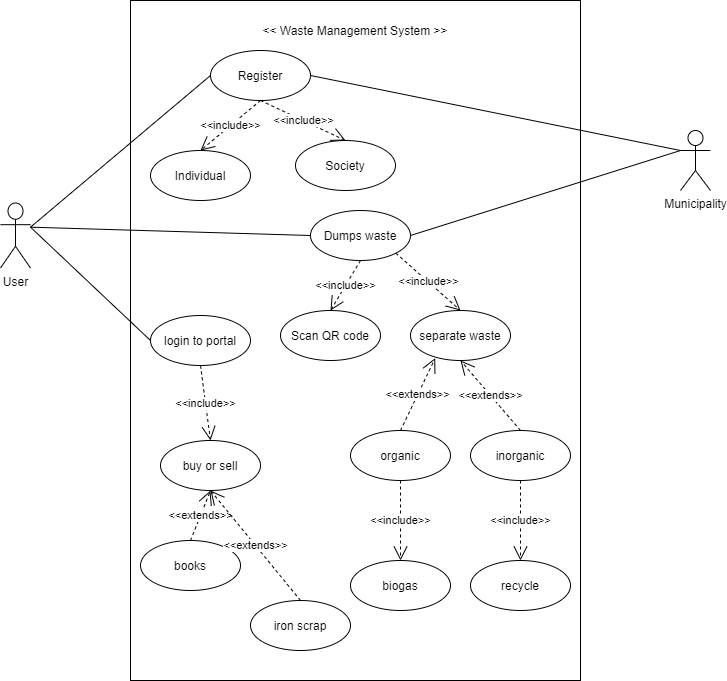 << Waste Management System >>
Register
<<include>>
<<include>>
Individual
Society
Municipality
Dumps waste
User
<<include>>
<<include>>
login to portal
Scan QR code
separate waste
<<include>>
<<extends>>
<<extends>>
buy or sell
organic
inorganic
<<extends>>
<<include>>
<<include>>
<<extends>>
books
biogas
recycle
iron scrap